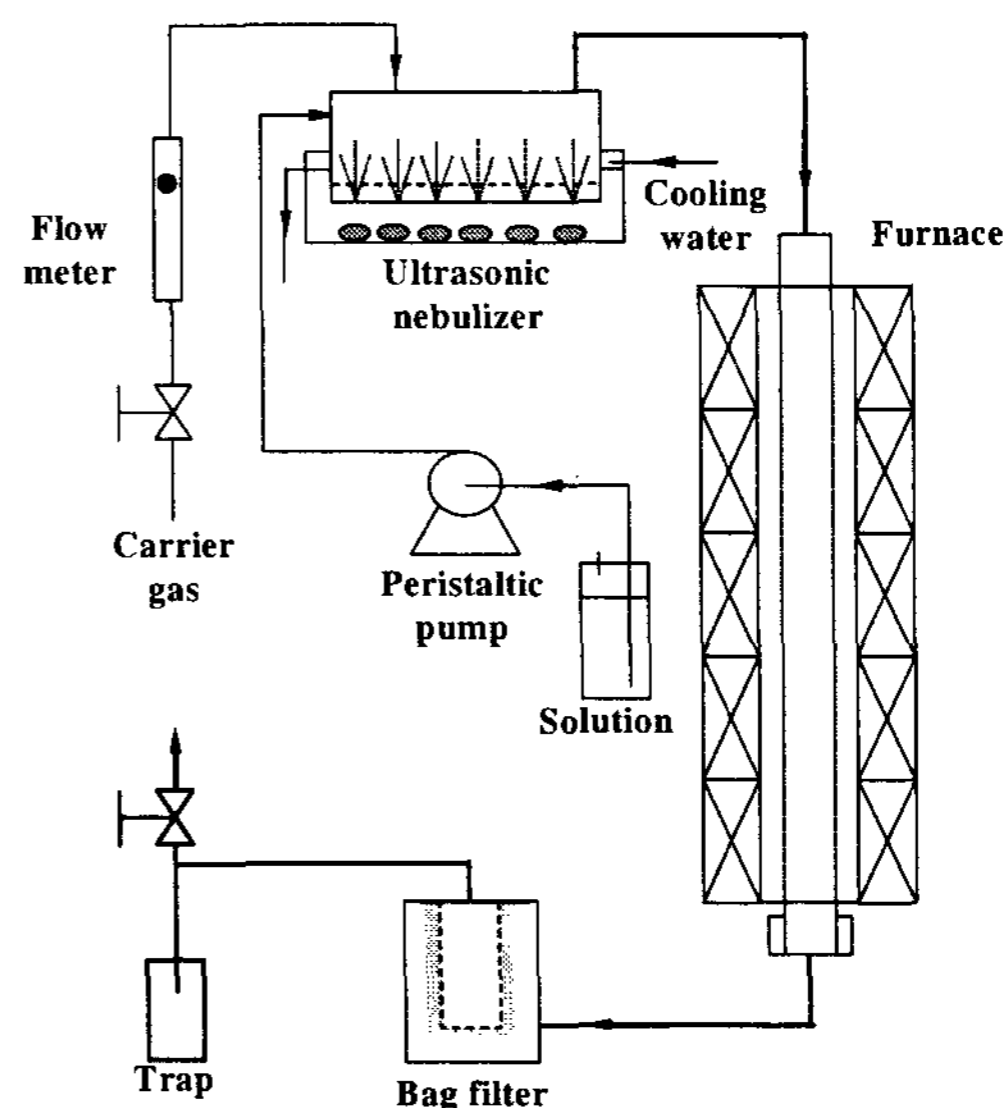 Flow
meter
Cooling
water
Furnace
Ultrasonic
nebulizer
Carrier
gas
Peristaltic
pump
Solution
Trap
Bag filter